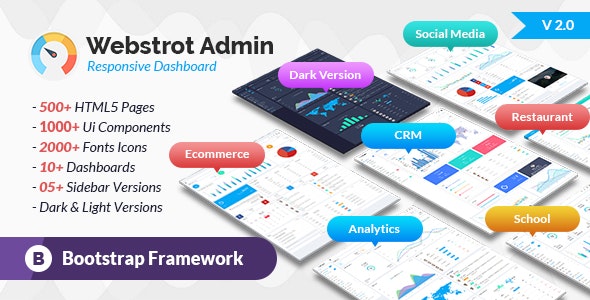 Webstrot Admin
Responsive Dashboard
- 500+ HTML5 Pages
- 1000+ Ui Components
- 2000+ Fonts Icons
- 10+ Dashboards
- 05+ Sidebar Versions
- Dark & Light Versions
B Bootstrap Framework
V 2.0
Social Media
Dark Version
Restaurant
CRM
Ecommerce
School
Analytics